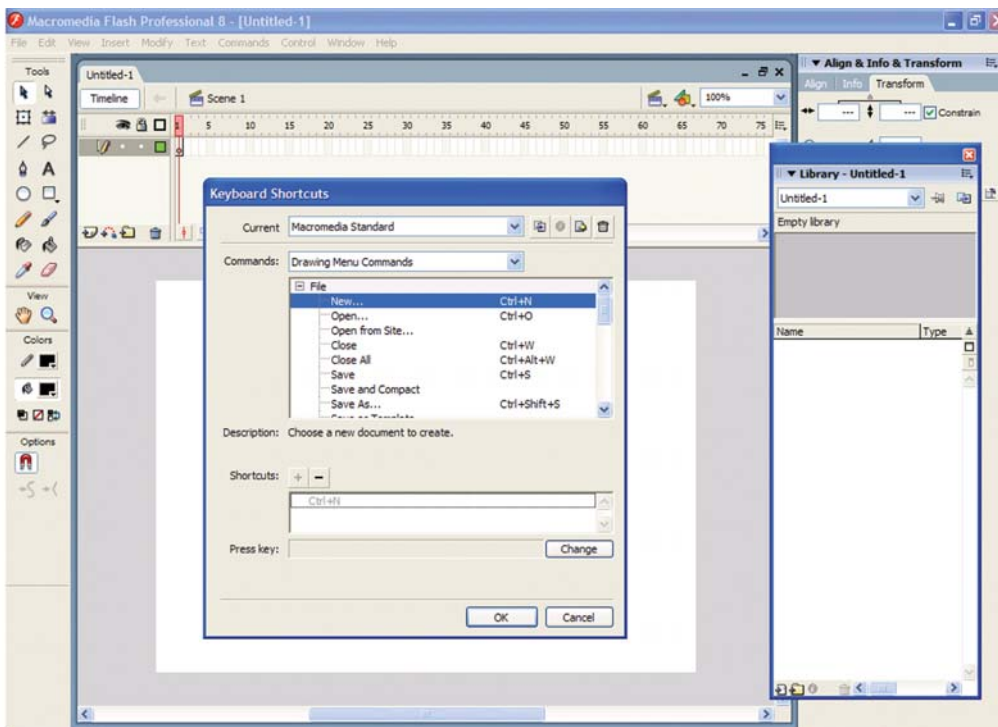 Macromedia Flash Professional 8 - [Untitled-1]
File Edit View Insert Modify Text Commands Control Window Help
Tools
View
Colors
Options
Untitled-1
Timeline
Scene 1
100%
5 10 15 20 25 30 35 40 45 50 55 60 65 70 75
Align & Info & Transform
Align Info Transform
Constrain
Library - Untitled-1
Untitled-1
Empty library
Name Type
Keyboard Shortcuts
Current Macromedia Standard
Commands: Drawing Menu Commands
File
New... Ctrl+N
Open... Ctrl+O
Open from Site...
Close Ctrl+W
Close All Ctrl+Alt+W
Save Ctrl+S
Save and Compact
Save As... Ctrl+Shift+S
Save as Template
Description: Choose a new document to create.
Shortcuts:
Ctrl+N
Press key: Change
OK Cancel